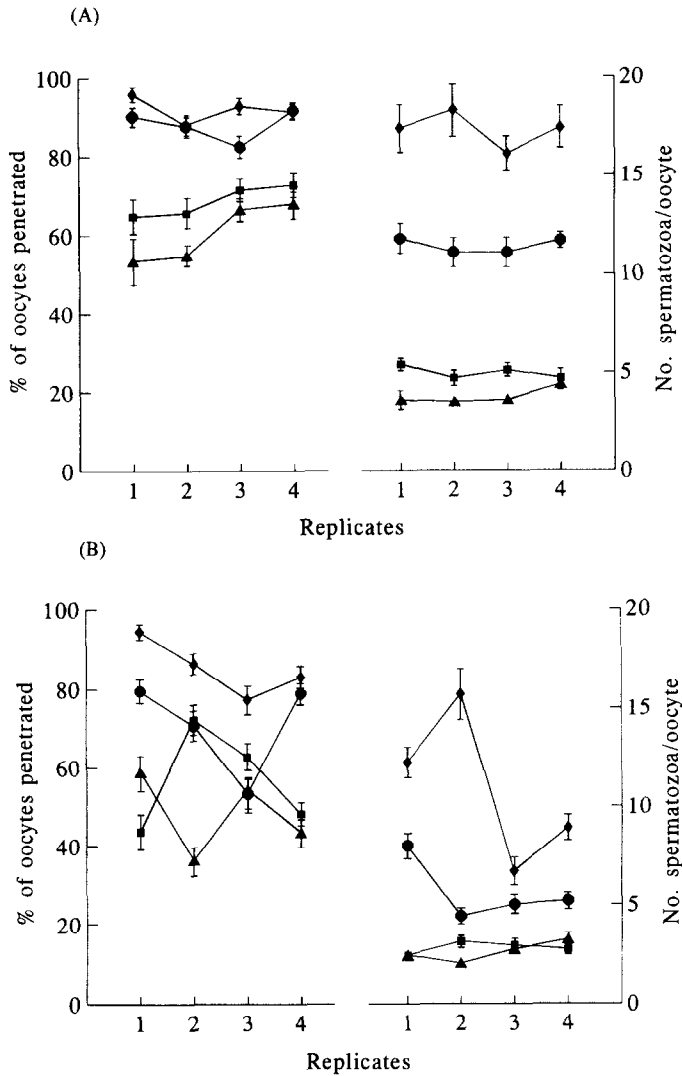 (A)
% of oocytes penetrated
100
80
60
40
20
0
1 2 3 4
1 2 3 4
20
15
10
5
0
No. spermatozoa/oocyte
Replicates
(B)
% of oocytes penetrated
100
80
60
40
20
0
1 2 3 4
1 2 3 4
20
15
10
5
0
No. spermatozoa/oocyte
Replicates